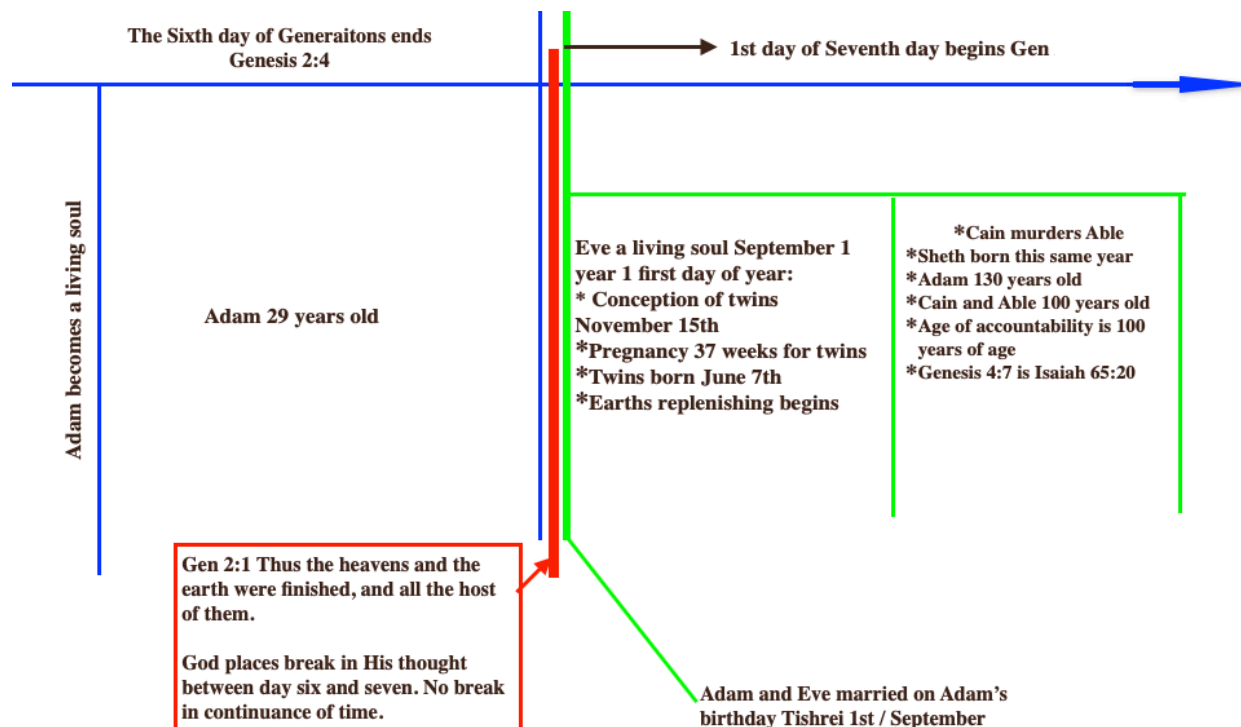 The Sixth day of Generaitons ends
Genesis 2:4
1st day of Seventh day begins Gen
Adam becomes a living soul
Adam 29 years old
Eve a living soul September 1
year 1 first day of year:
* Conception of twins
November 15th
*Pregnancy 37 weeks for twins
*Twins born June 7th
*Earths replenishing begins
*Cain murders Able
*Sheth born this same year
*Adam 130 years old
*Cain and Able 100 years old
*Age of accountability is 100
years of age
*Genesis 4:7 is Isaiah 65:20
Gen 2:1 Thus the heavens and the
earth were finished, and all the host
of them.
God places break in His thought
between day six and seven. No break
in continuance of time.
Adam and Eve married on Adam’s
birthday Tishrei 1st / September